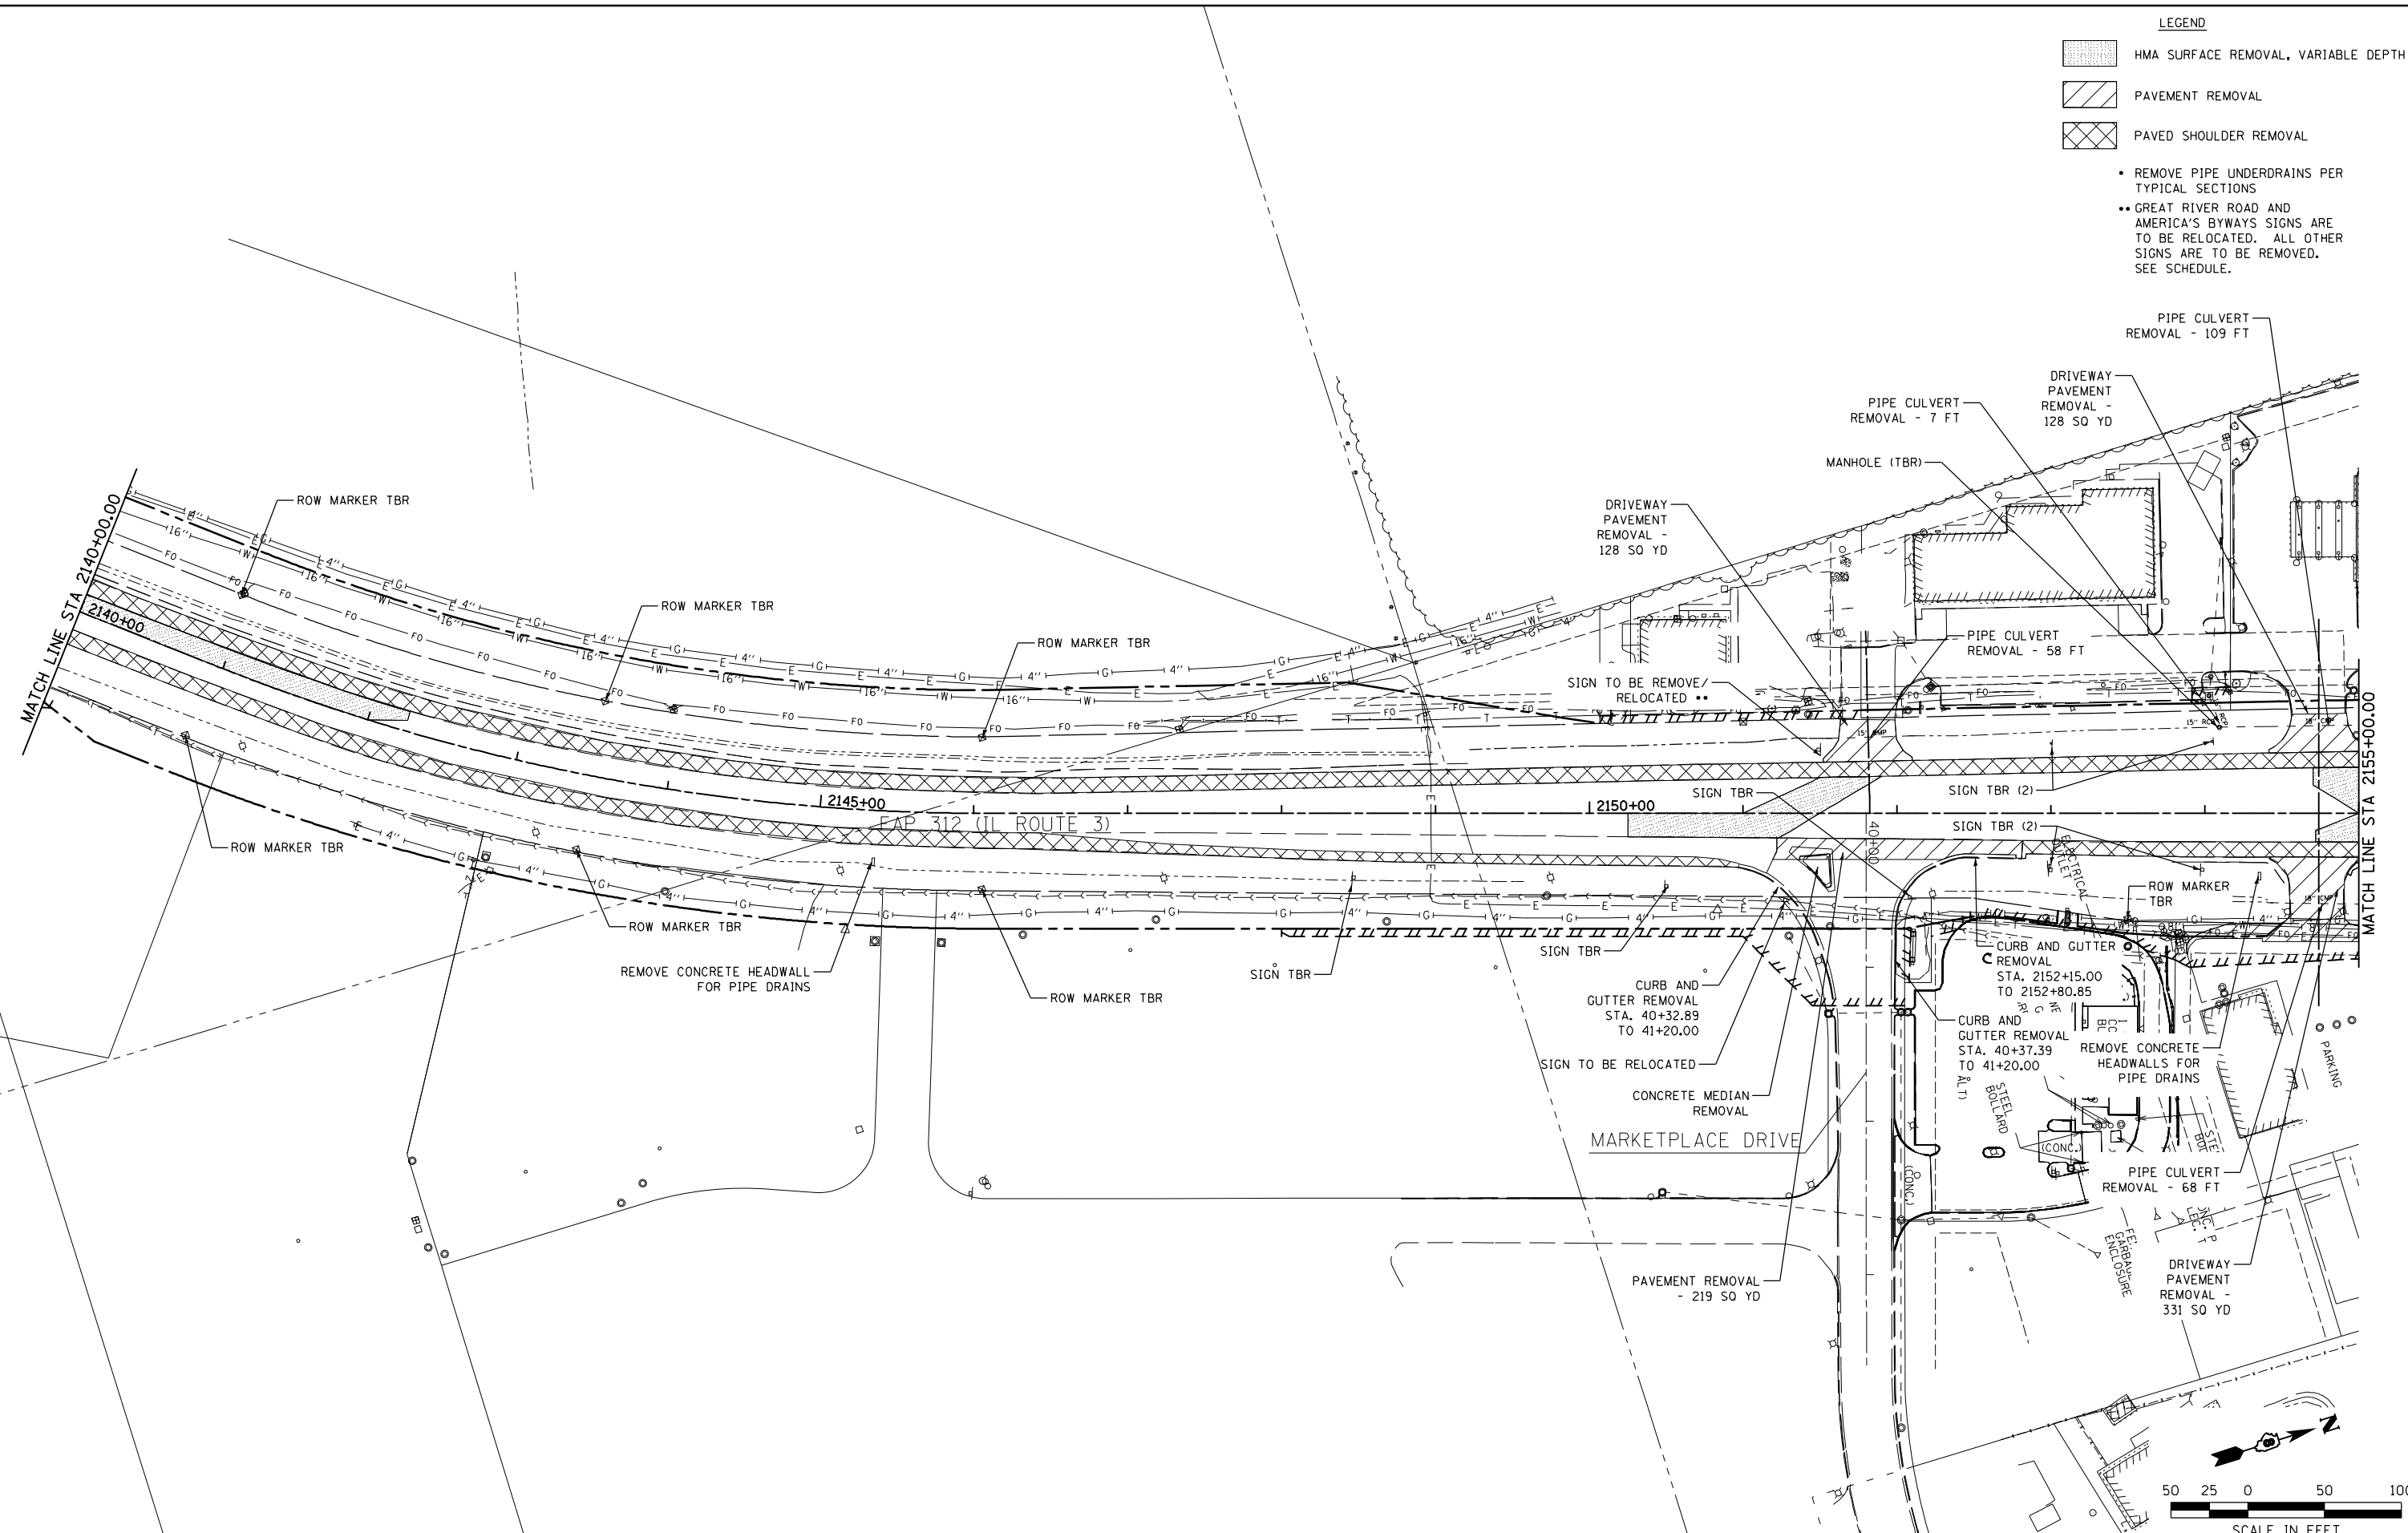 LEGEND
HMA SURFACE REMOVAL, VARIABLE DEPTH
PAVEMENT REMOVAL
PAVED SHOULDER REMOVAL
• REMOVE PIPE UNDERDRAINS PER
TYPICAL SECTIONS
•• GREAT RIVER ROAD AND
AMERICA'S BYWAYS SIGNS ARE
TO BE RELOCATED. ALL OTHER
SIGNS ARE TO BE REMOVED.
SEE SCHEDULE.
PIPE CULVERT
REMOVAL - 109 FT
DRIVEWAY
PAVEMENT
REMOVAL -
128 SQ YD
PIPE CULVERT
REMOVAL - 7 FT
MANHOLE (TBR)
DRIVEWAY
PAVEMENT
REMOVAL -
128 SQ YD
PIPE CULVERT
REMOVAL - 58 FT
SIGN TO BE REMOVE/
RELOCATED ••
ROW MARKER TBR
ROW MARKER TBR
ROW MARKER TBR
MATCH LINE STA 2140+00.00
2140+00
2145+00
FAP 312 (IL ROUTE 3)
2150+00
40+00
SIGN TBR
SIGN TBR (2)
SIGN TBR (2)
MATCH LINE STA 2155+00.00
15" RCP
ELECTRICAL
OUTLET
ROW MARKER
TBR
ROW MARKER TBR
ROW MARKER TBR
REMOVE CONCRETE HEADWALL
FOR PIPE DRAINS
ROW MARKER TBR
SIGN TBR
SIGN TBR
CURB AND
GUTTER REMOVAL
STA. 40+32.89
TO 41+20.00
SIGN TO BE RELOCATED
CONCRETE MEDIAN
REMOVAL
MARKETPLACE DRIVE
PAVEMENT REMOVAL
- 219 SQ YD
CURB AND GUTTER
REMOVAL
STA. 2152+15.00
TO 2152+80.85
CURB AND
GUTTER REMOVAL
STA. 40+37.39
TO 41+20.00
REMOVE CONCRETE
HEADWALLS FOR
PIPE DRAINS
PARKING
STEEL
BOLLARD
(CONC.)
(CONC.)
PIPE CULVERT
REMOVAL - 68 FT
ENCLOSURE
DRIVEWAY
PAVEMENT
REMOVAL -
331 SQ YD
N
50 25 0 50 100
SCALE IN FEET